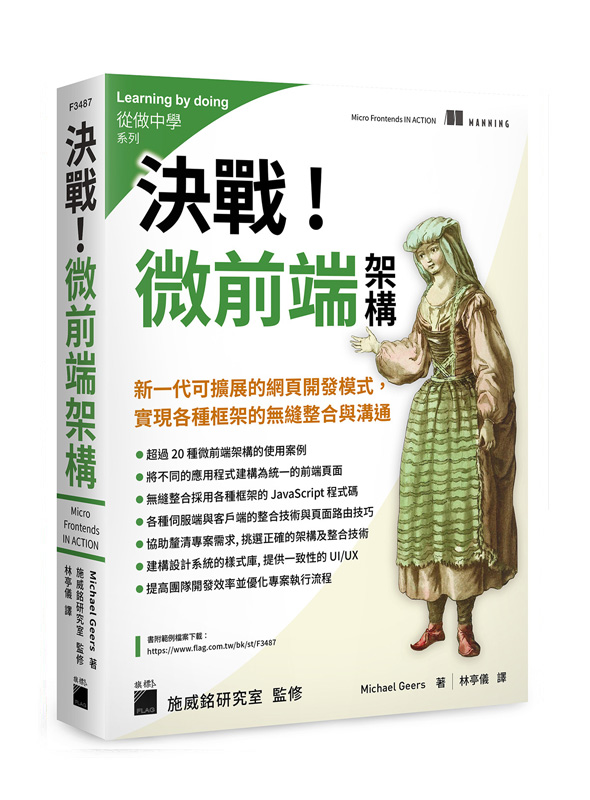 F3487
決戰！微前端架構
Micro
Frontends
IN ACTION
Michael Geers 著
施威銘研究室 監修
林亭儀 譯
旗標
FLAG
Learning by doing
從做中學
系列
Micro Frontends IN ACTION
MANNING
決戰！
微前端架構
新一代可擴展的網頁開發模式，
實現各種框架的無縫整合與溝通
●超過 20 種微前端架構的使用案例
●將不同的應用程式建構為統一的前端頁面
●無縫整合採用各種框架的 JavaScript 程式碼
●各種伺服端與客戶端的整合技術與頁面路由技巧
●協助釐清專案需求, 挑選正確的架構及整合技術
●建構設計系統的樣式庫, 提供一致性的 UI/UX
●提高團隊開發效率並優化專案執行流程
書附範例檔案下載：
https://www.flag.com.tw/bk/st/F3487
旗標
FLAG
施威銘研究室 監修
Michael Geers 著 林亭儀 譯